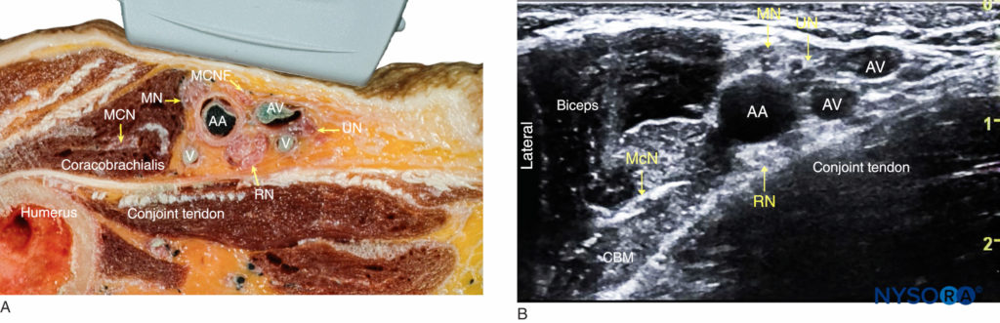 MCNF
MN
AV
MCN
AA
UN
V
V
Coracobrachialis
RN
Humerus
Conjoint tendon
A
0
MN
UN
AV
Biceps
AA
AV
1
Lateral
McN
Conjoint tendon
RN
2
CBM
NYSORA®
B